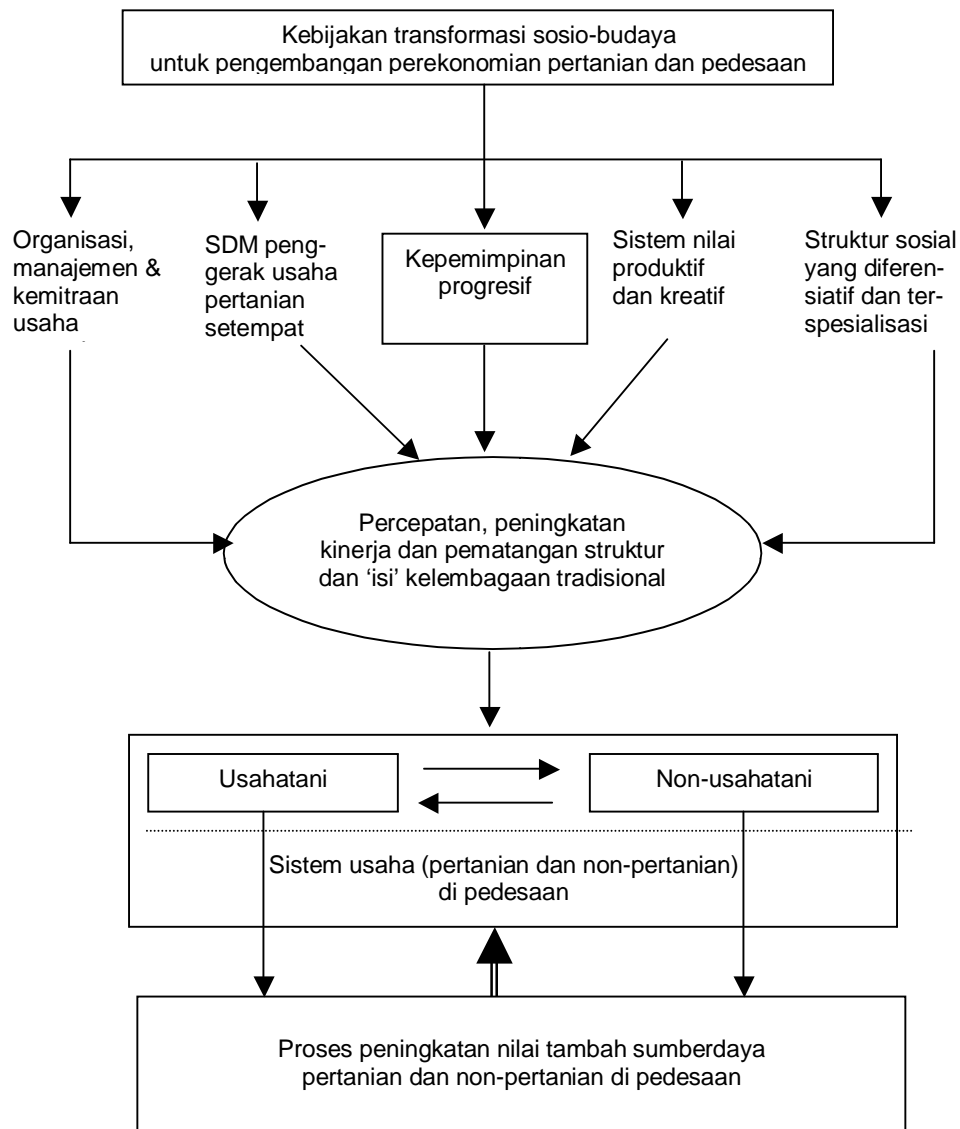 Kebijakan transformasi sosio-budaya
untuk pengembangan perekonomian pertanian dan pedesaan
Organisasi,
manajemen &
kemitraan
usaha
SDM peng-
gerak usaha
pertanian
setempat
Kepemimpinan
progresif
Sistem nilai
produktif
dan kreatif
Struktur sosial
yang diferen-
siatif dan ter-
spesialisasi
Percepatan, peningkatan
kinerja dan pematangan struktur
dan ‘isi’ kelembagaan tradisional
Usahatani
Non-usahatani
Sistem usaha (pertanian dan non-pertanian)
di pedesaan
Proses peningkatan nilai tambah sumberdaya
pertanian dan non-pertanian di pedesaan